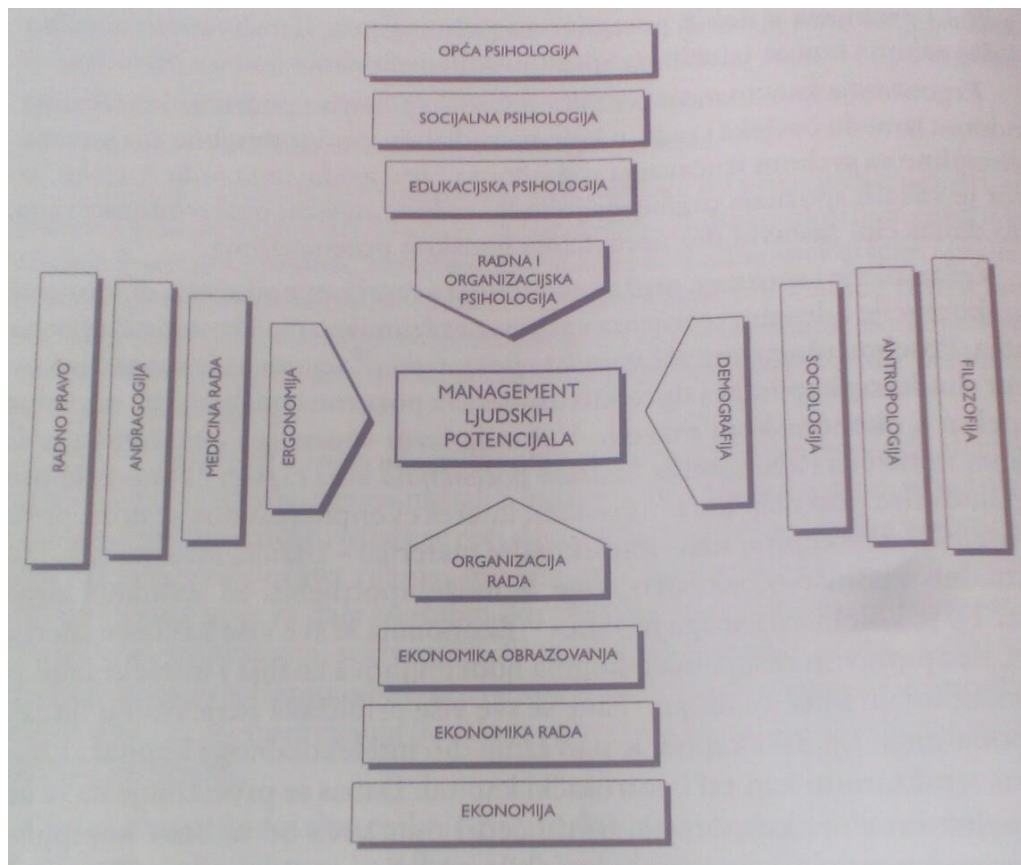 OPĆA PSIHOLOGIJA
SOCIJALNA PSIHOLOGIJA
EDUKACIJSKA PSIHOLOGIJA
RADNA I
ORGANIZACIJSKA
PSIHOLOGIJA
RADNO PRAVO
ANDRAGOGIJA
MEDICINA RADA
ERGONOMIJA
MANAGEMENT
LJUDSKIH
POTENCIJALA
DEMOGRAFIJA
SOCIOLOGIJA
ANTROPOLOGIJA
FILOZOFIJA
ORGANIZACIJA
RADA
EKONOMIKA OBRAZOVANJA
EKONOMIKA RADA
EKONOMIJA